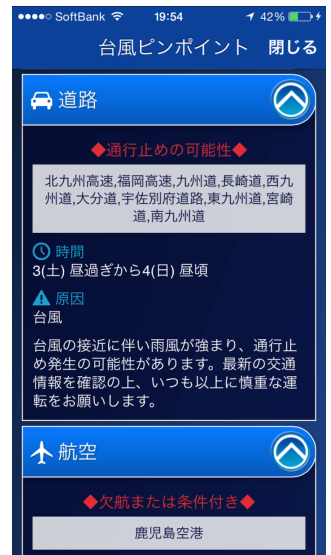 SoftBank 19:54 42%
台風ピンポイント 閉じる
道路
◆通行止めの可能性◆
北九州高速,福岡高速,九州道,長崎道,西九
州道,大分道,宇佐別府道路,東九州道,宮崎
道,南九州道
時間
3(土) 昼過ぎから4(日) 昼頃
原因
台風
台風の接近に伴い雨風が強まり、通行止
め発生の可能性があります。最新の交通
情報を確認の上、いつも以上に慎重な運
転をお願いします。
航空
◆欠航または条件付き◆
鹿児島空港